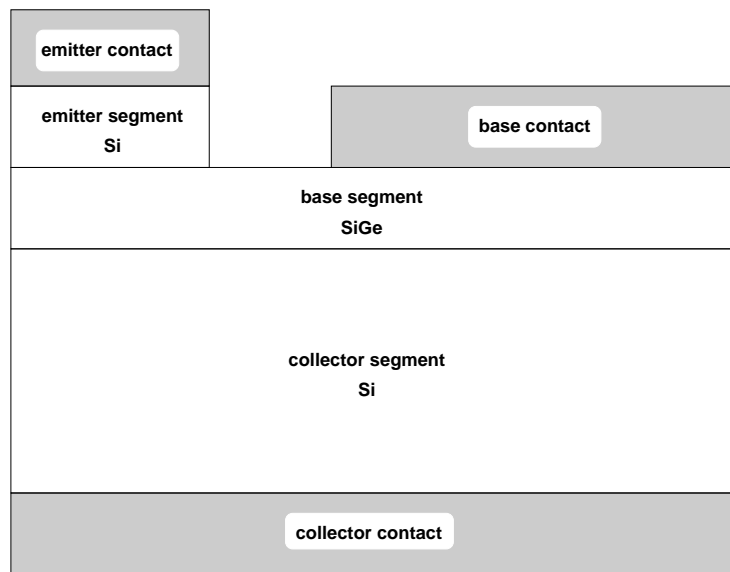 emitter contact
emitter segment
Si
base contact
base segment
SiGe
collector segment
Si
collector contact